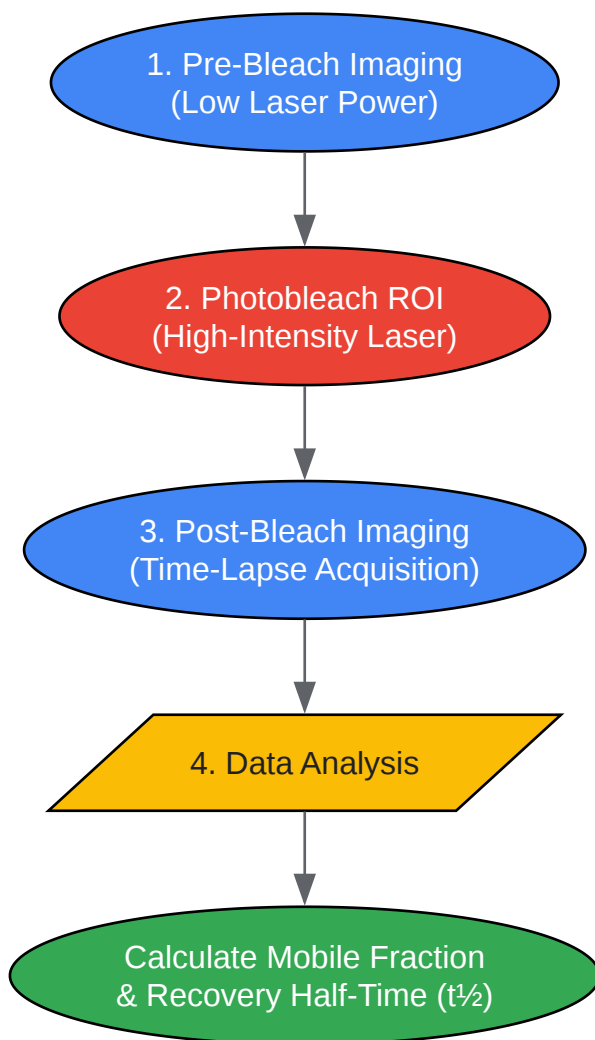 1. Pre-Bleach Imaging
(Low Laser Power)
2. Photobleach ROI
(High-Intensity Laser)
3. Post-Bleach Imaging
(Time-Lapse Acquisition)
4. Data Analysis
Calculate Mobile Fraction
& Recovery Half-Time (t½)